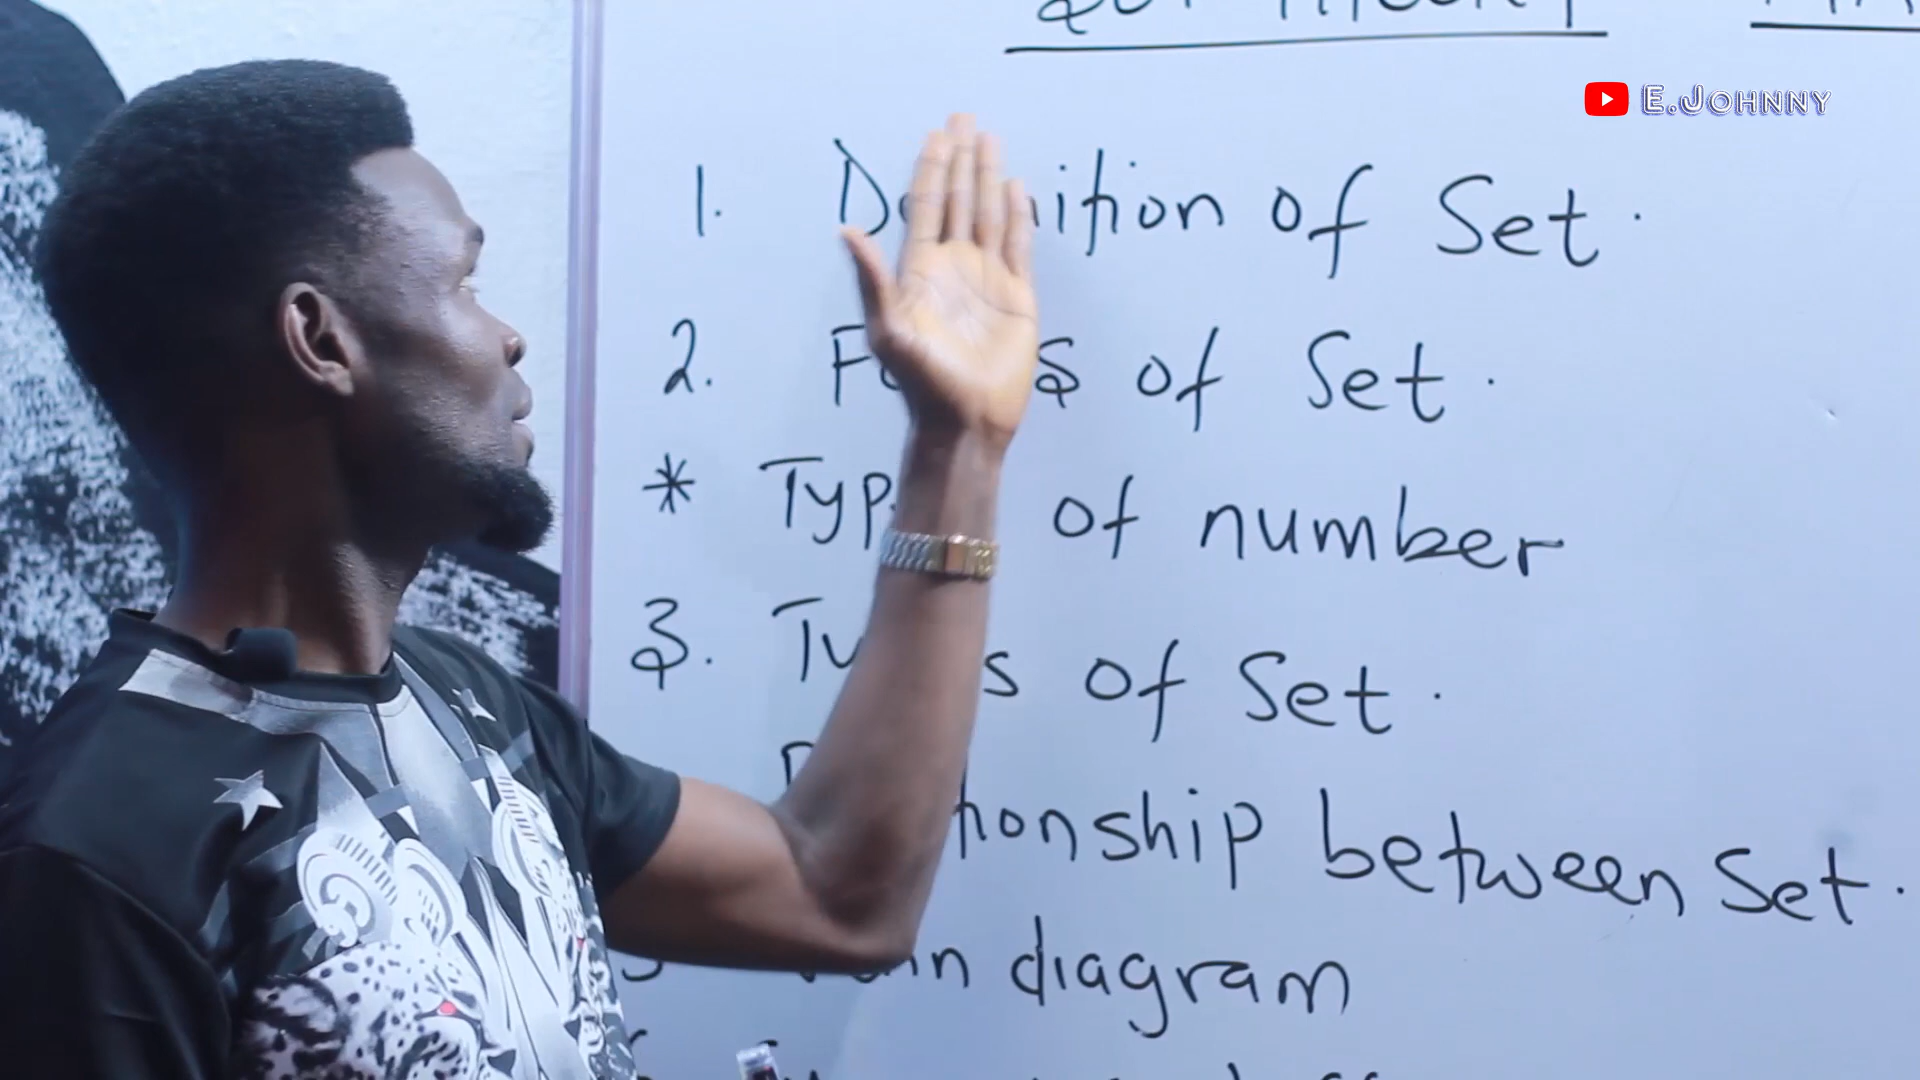 E.JOHNNY
1. Definition of Set.
2. Forms of Set.
* Types of number
3. Types of Set.
Relationship between Set.
5 Venn diagram